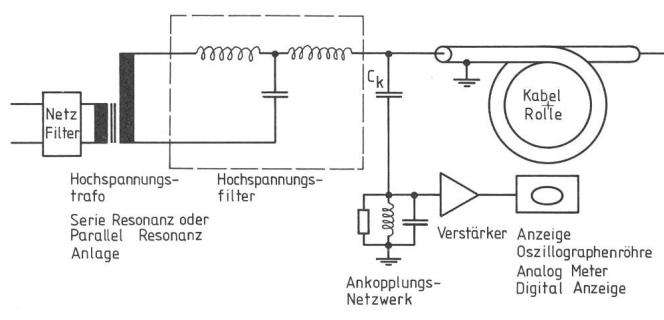 Netz
Filter
Hochspannungs-
trafo
Serie Resonanz oder
Parallel Resonanz
Anlage
Hochspannungs-
filter
Ck
Kabel
Rolle
Ankopplungs-
Netzwerk
Verstärker
Anzeige
Oszillographenröhre
Analog Meter
Digital Anzeige